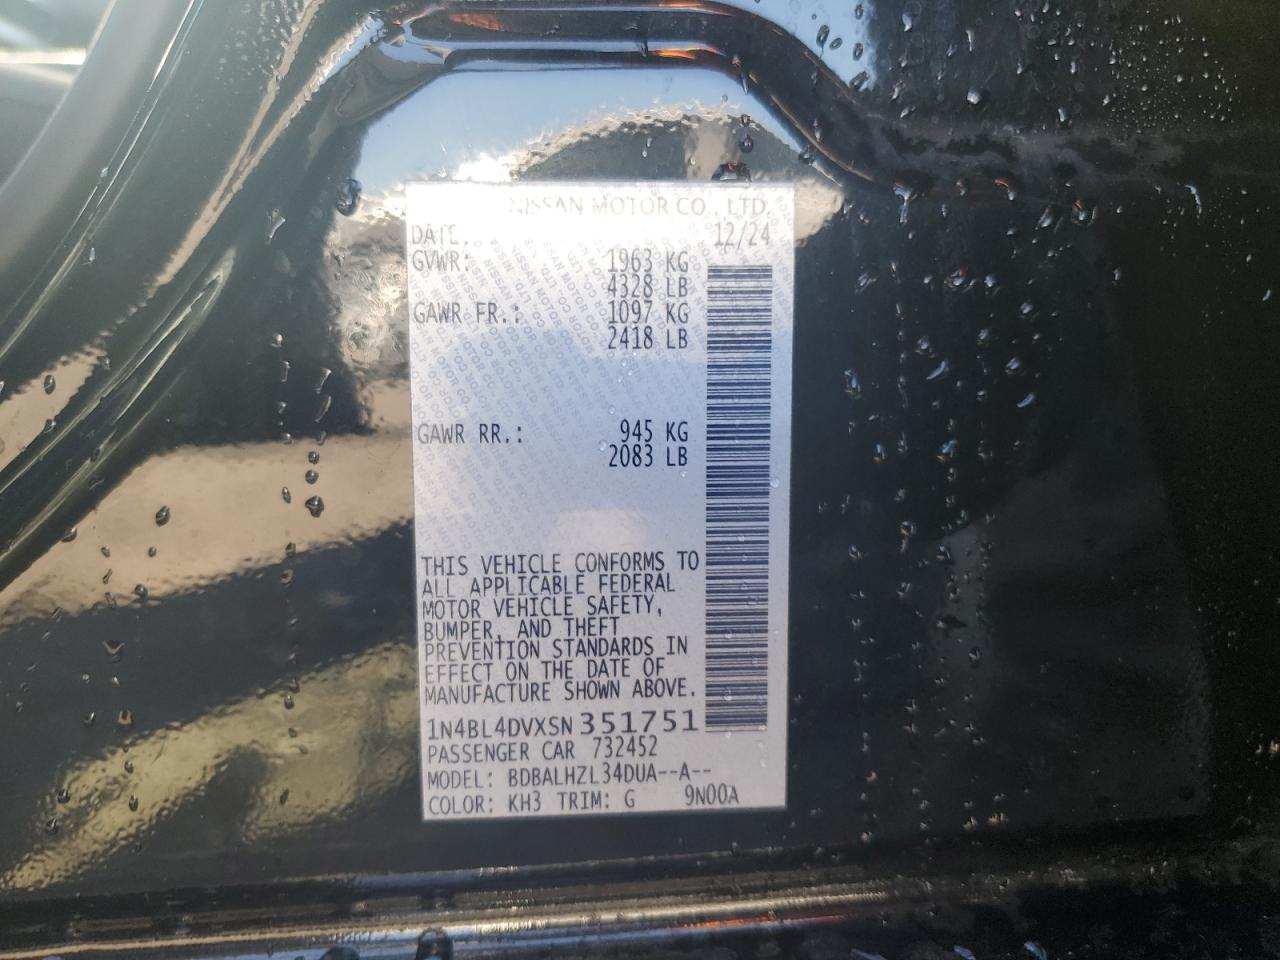 NISSAN MOTOR CO., LTD.
DATE: 12/24
GVWR: 1963 KG
4328 LB
GAWR FR.: 1097 KG
2418 LB
GAWR RR.: 945 KG
2083 LB
THIS VEHICLE CONFORMS TO
ALL APPLICABLE FEDERAL
MOTOR VEHICLE SAFETY,
BUMPER, AND THEFT
PREVENTION STANDARDS IN
EFFECT ON THE DATE OF
MANUFACTURE SHOWN ABOVE.
1N4BL4DVXSN351751
PASSENGER CAR 732452
MODEL: BDBALHZL34DUA--A--
COLOR: KH3 TRIM: G 9N00A